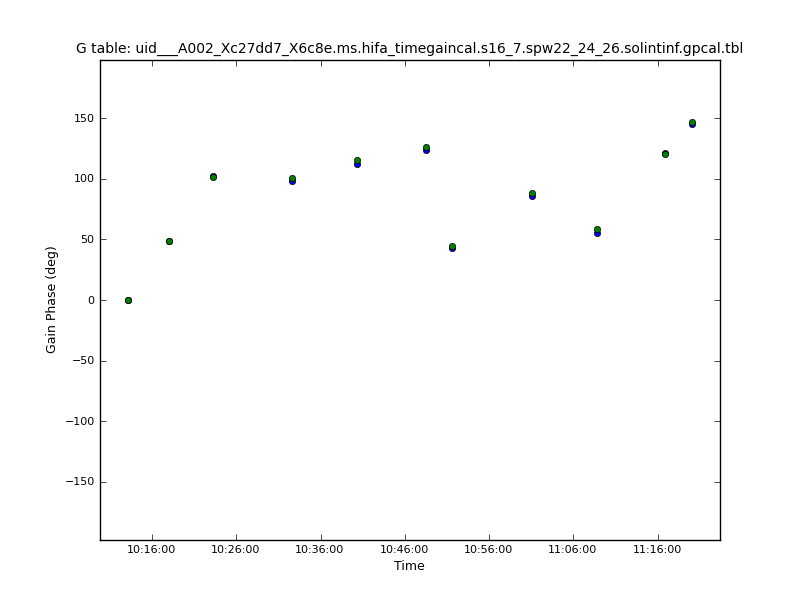 G table: uid___A002_Xc27dd7_X6c8e.ms.hifa_timegaincal.s16_7.spw22_24_26.solintinf.gpcal.tbl
150
100
50
0
−50
−100
−150
Gain Phase (deg)
10:16:00 10:26:00 10:36:00 10:46:00 10:56:00 11:06:00 11:16:00
Time